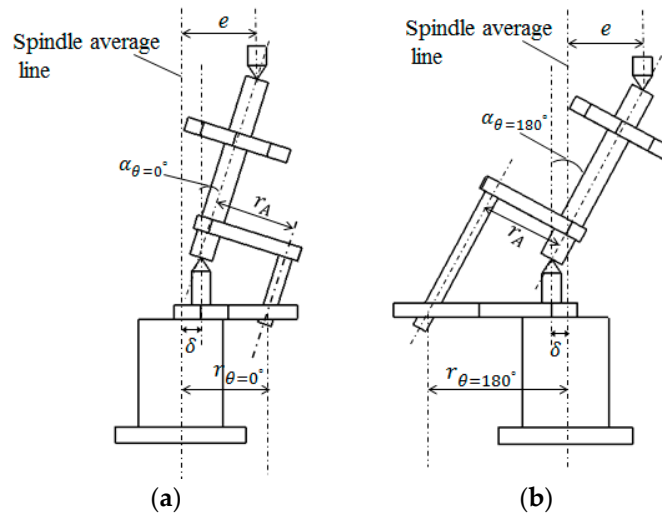 Spindle average
line
e
α_{θ=0°}
r_A
δ
r_{θ=0°}
(a)
Spindle average
line
e
α_{θ=180°}
r_A
δ
r_{θ=180°}
(b)